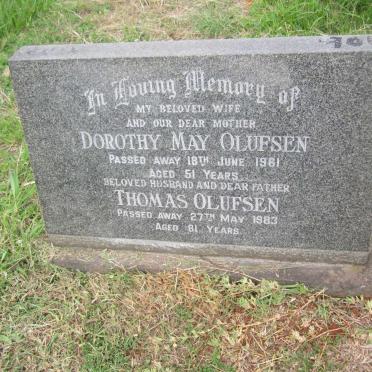 In Loving Memory of
MY BELOVED WIFE
AND OUR DEAR MOTHER
DOROTHY MAY OLUFSEN
PASSED AWAY 18TH JUNE 1961
AGED 51 YEARS
BELOVED HUSBAND AND DEAR FATHER
THOMAS OLUFSEN
PASSED AWAY 27TH MAY 1983
AGED 81 YEARS.